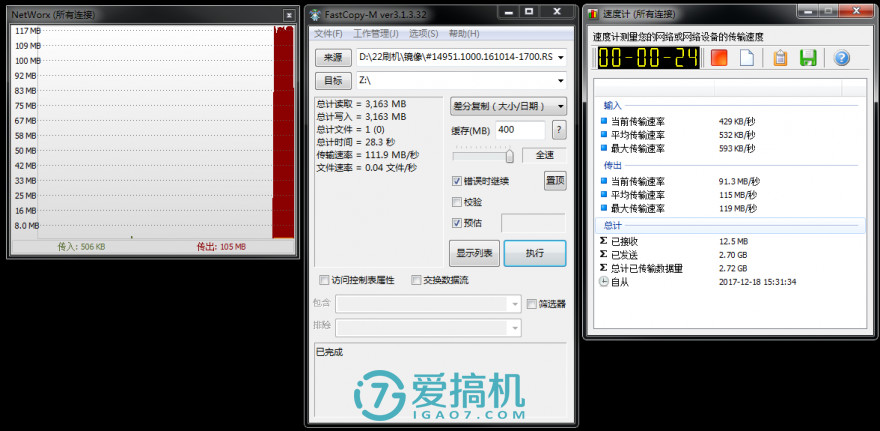 NetWorx (所有连接)
117 MB
109 MB
100 MB
92 MB
83 MB
75 MB
67 MB
58 MB
50 MB
41 MB
33 MB
25 MB
16 MB
8.0 MB
传入: 506 KB
传出: 105 MB
FastCopy-M ver3.1.3.32
文件(F) 工作管理(J) 选项(S) 帮助(H)
来源 D:\22刷机\镜像\#14951.1000.161014-1700.RS
目标 Z:\
总计读取 = 3,163 MB
总计写入 = 3,163 MB
总计文件 = 1 (0)
总计时间 = 28.3 秒
传输速率 = 111.9 MB/秒
文件速率 = 0.04 文件/秒
差分复制（大小/日期）
缓存(MB) 400 ?
全速
错误时继续 置顶
校验
预估
显示列表 执行
访问控制表属性 交换数据流
包含 筛选器
排除
已完成
爱搞机
IGAO7.COM
速度计 (所有连接)
速度计测量您的网络或网络设备的传输速度
00-00-24
输入
当前传输速率 429 KB/秒
平均传输速率 532 KB/秒
最大传输速率 593 KB/秒
传出
当前传输速率 91.3 MB/秒
平均传输速率 115 MB/秒
最大传输速率 119 MB/秒
总计
Σ 已接收 12.5 MB
Σ 已发送 2.70 GB
Σ 总计已传输数据量 2.72 GB
自从 2017-12-18 15:31:34